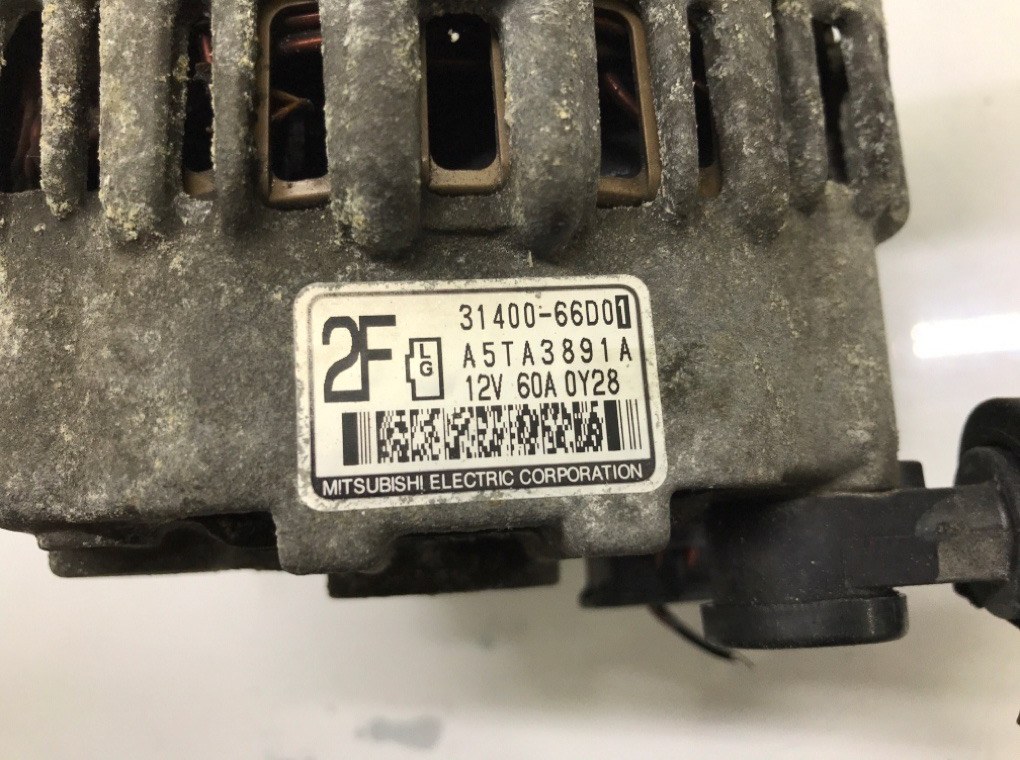 31400-66D01
2F
L
G
A5TA3891A
12V 60A 0Y28
MITSUBISHI ELECTRIC CORPORATION